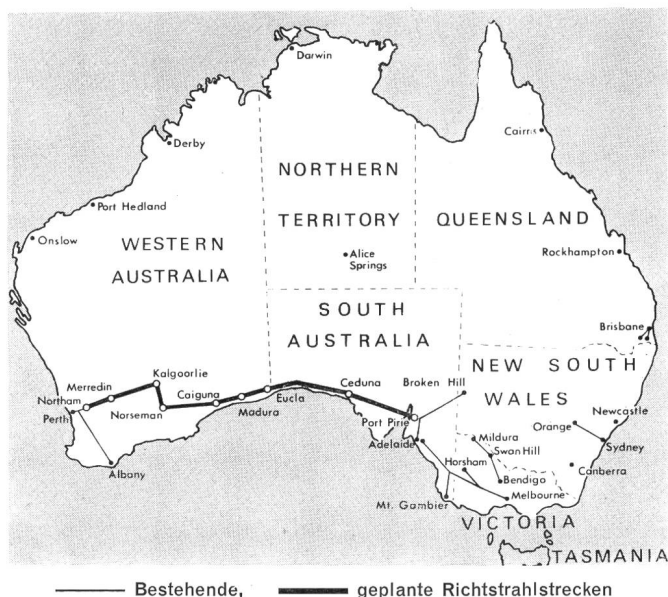 Darwin
Cairns
Derby
NORTHERN
TERRITORY
Port Hedland
QUEENSLAND
Onslow
WESTERN
AUSTRALIA
Alice
Springs
Rockhampton
SOUTH
AUSTRALIA
Brisbane
NEW SOUTH
WALES
Kalgoorlie
Merredin
Northam
Perth
Norseman
Caiguna
Madura
Eucla
Ceduna
Broken Hill
Port Pirie
Adelaide
Orange
Newcastle
Sydney
Mildura
Swan Hill
Canberra
Horsham
Bendigo
Melbourne
Albany
Mt. Gambier
VICTORIA
TASMANIA
Bestehende, geplante Richtstrahlstrecken